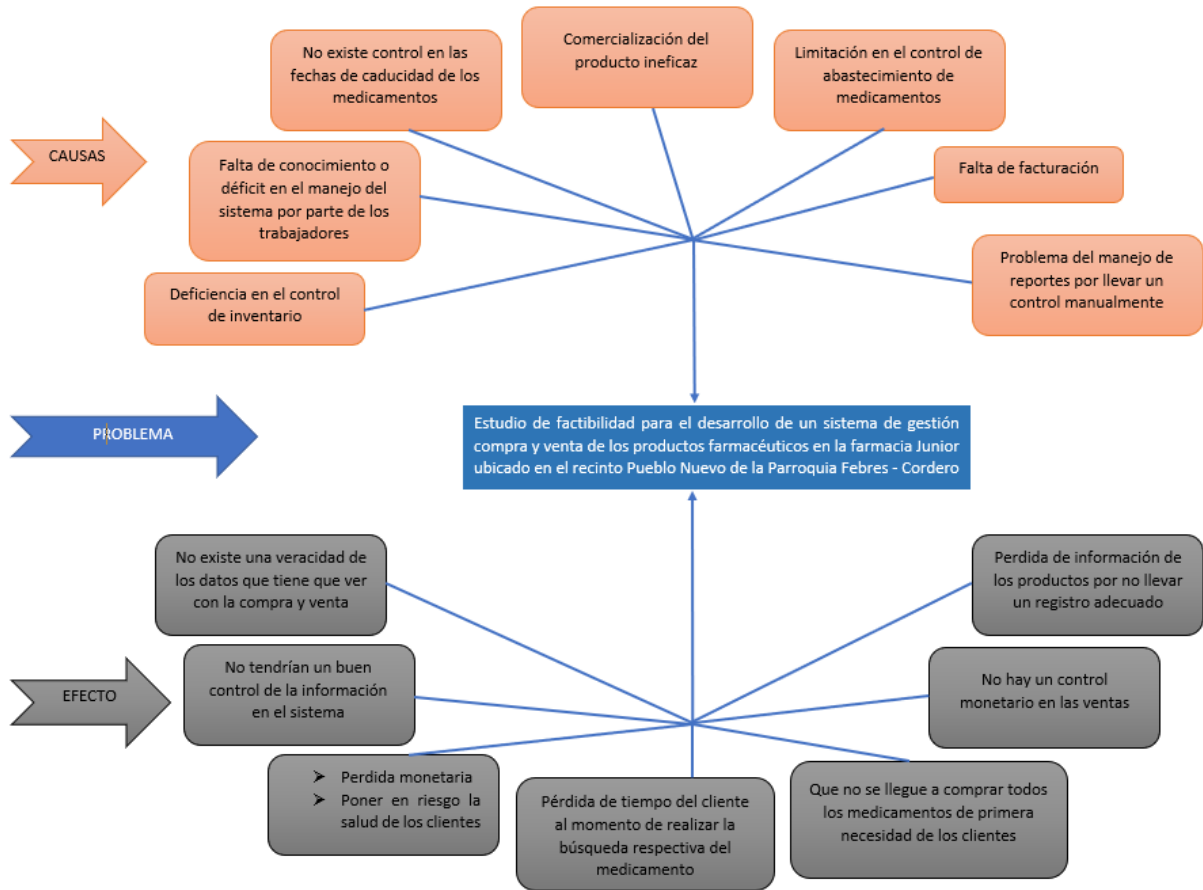 No existe control en las
fechas de caducidad de los
medicamentos
Comercialización del
producto ineficaz
Limitación en el control de
abastecimiento de
medicamentos
CAUSAS
Falta de conocimiento o
déficit en el manejo del
sistema por parte de los
trabajadores
Falta de facturación
Deficiencia en el control
de inventario
Problema del manejo de
reportes por llevar un
control manualmente
PROBLEMA
Estudio de factibilidad para el desarrollo de un sistema de gestión
compra y venta de los productos farmacéuticos en la farmacia Junior
ubicado en el recinto Pueblo Nuevo de la Parroquia Febres - Cordero
No existe una veracidad de
los datos que tiene que ver
con la compra y venta
Perdida de información de
los productos por no llevar
un registro adecuado
EFECTO
No tendrían un buen
control de la información
en el sistema
No hay un control
monetario en las ventas
➤ Perdida monetaria
➤ Poner en riesgo la
salud de los clientes
Pérdida de tiempo del cliente
al momento de realizar la
búsqueda respectiva del
medicamento
Que no se llegue a comprar todos
los medicamentos de primera
necesidad de los clientes